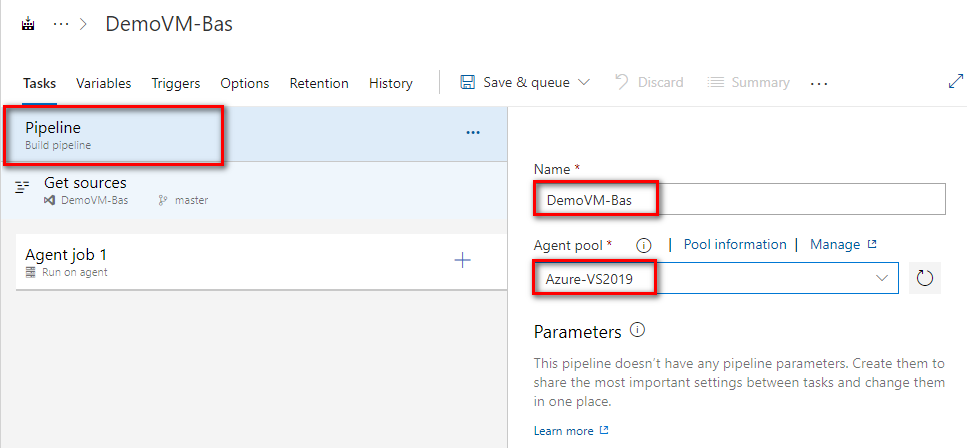 ··· > DemoVM-Bas
Tasks Variables Triggers Options Retention History Save & queue Discard Summary ...
Pipeline ...
Build pipeline
Get sources
DemoVM-Bas master
Agent job 1
Run on agent
Name *
DemoVM-Bas
Agent pool * | Pool information | Manage
Azure-VS2019
Parameters
This pipeline doesn't have any pipeline parameters. Create them to
share the most important settings between tasks and change them
in one place.
Learn more